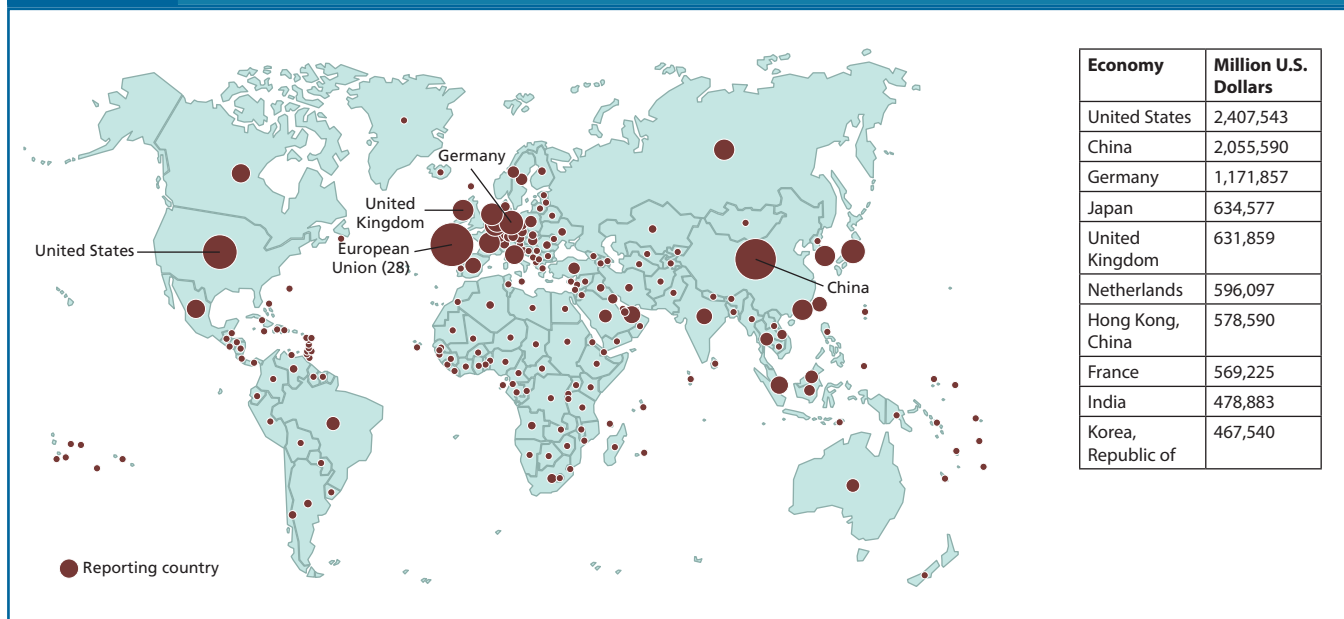 Germany
United
Kingdom
United States
European
Union (28)
China
Reporting country
Economy
Million U.S.
Dollars
United States
2,407,543
China
2,055,590
Germany
1,171,857
Japan
634,577
United
Kingdom
631,859
Netherlands
596,097
Hong Kong,
China
578,590
France
569,225
India
478,883
Korea,
Republic of
467,540